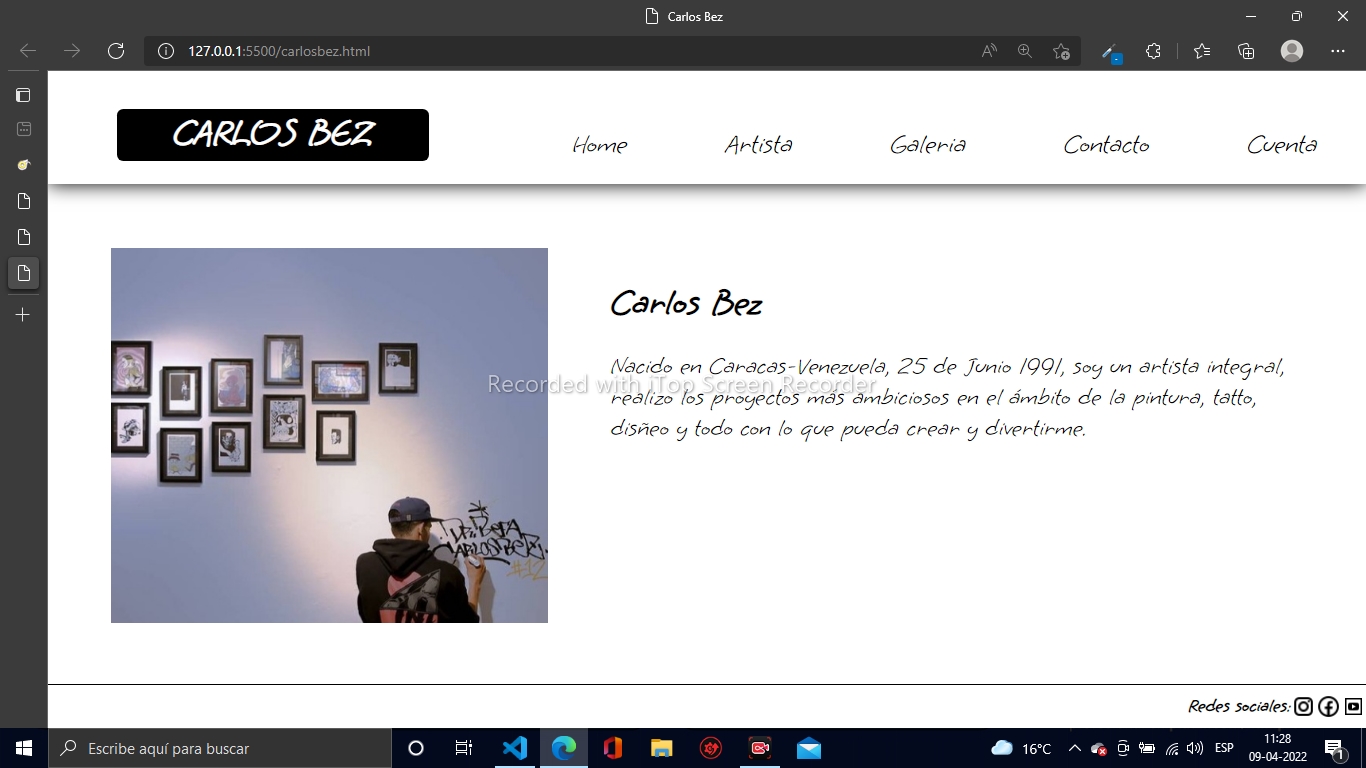 Carlos Bez
127.0.0.1:5500/carlosbez.html
CARLOS BEZ
Home
Artista
Galeria
Contacto
Cuenta
Carlos Bez
Nacido en Caracas-Venezuela, 25 de Junio 1991, soy un artista integral,
Recorded with iTop Screen Recorder
realizo los proyectos más ambiciosos en el ámbito de la pintura, tatto,
disñeo y todo con lo que pueda crear y divertirme.
CARLOSBEZ
#12
Redes sociales:
Escribe aquí para buscar
16°C
ESP
11:28
09-04-2022
1